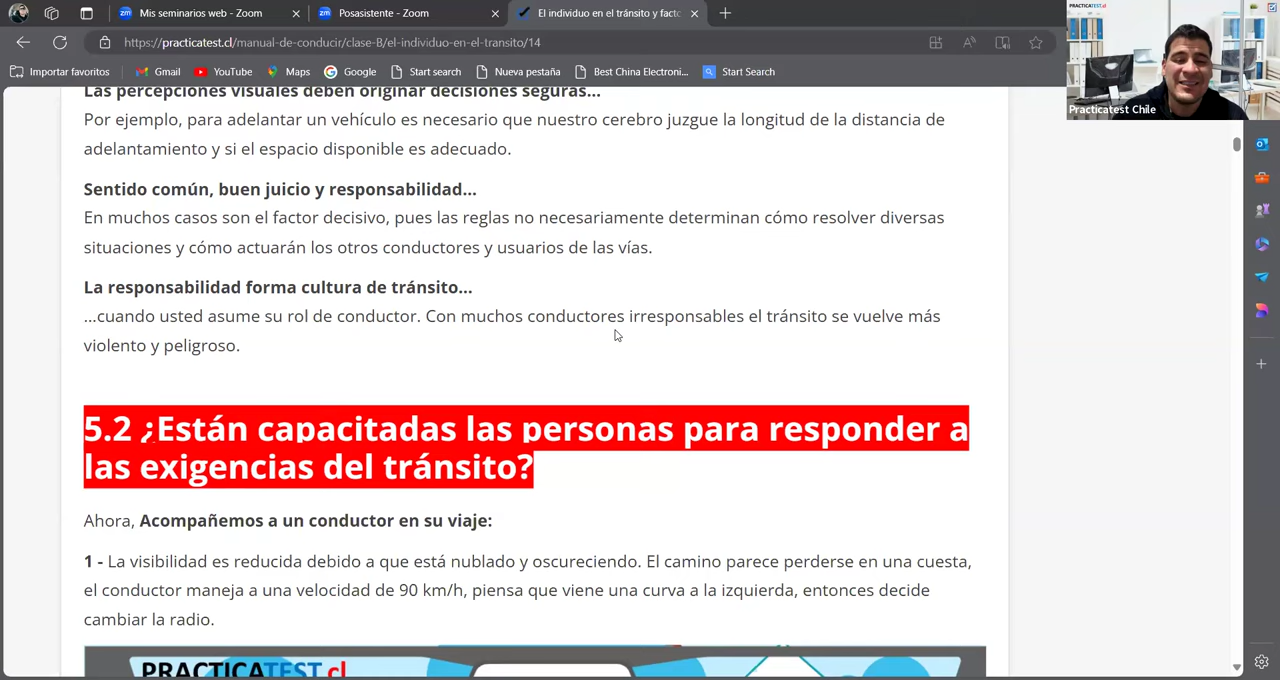 Mis seminarios web - Zoom
Posasistente - Zoom
El individuo en el tránsito y facto
https://practicatest.cl/manual-de-conducir/clase-B/el-individuo-en-el-transito/14
Importar favoritos
Gmail
YouTube
Maps
Google
Start search
Nueva pestaña
Best China Electroni...
Start Search
PRACTICATEST.cl
Practicatest Chile
Las percepciones visuales deben originar decisiones seguras...
Por ejemplo, para adelantar un vehículo es necesario que nuestro cerebro juzgue la longitud de la distancia de
adelantamiento y si el espacio disponible es adecuado.
Sentido común, buen juicio y responsabilidad...
En muchos casos son el factor decisivo, pues las reglas no necesariamente determinan cómo resolver diversas
situaciones y cómo actuarán los otros conductores y usuarios de las vías.
La responsabilidad forma cultura de tránsito...
...cuando usted asume su rol de conductor. Con muchos conductores irresponsables el tránsito se vuelve más
violento y peligroso.
5.2 ¿Están capacitadas las personas para responder a
las exigencias del tránsito?
Ahora, Acompañemos a un conductor en su viaje:
1 - La visibilidad es reducida debido a que está nublado y oscureciendo. El camino parece perderse en una cuesta,
el conductor maneja a una velocidad de 90 km/h, piensa que viene una curva a la izquierda, entonces decide
cambiar la radio.
PRACTICATEST.cl